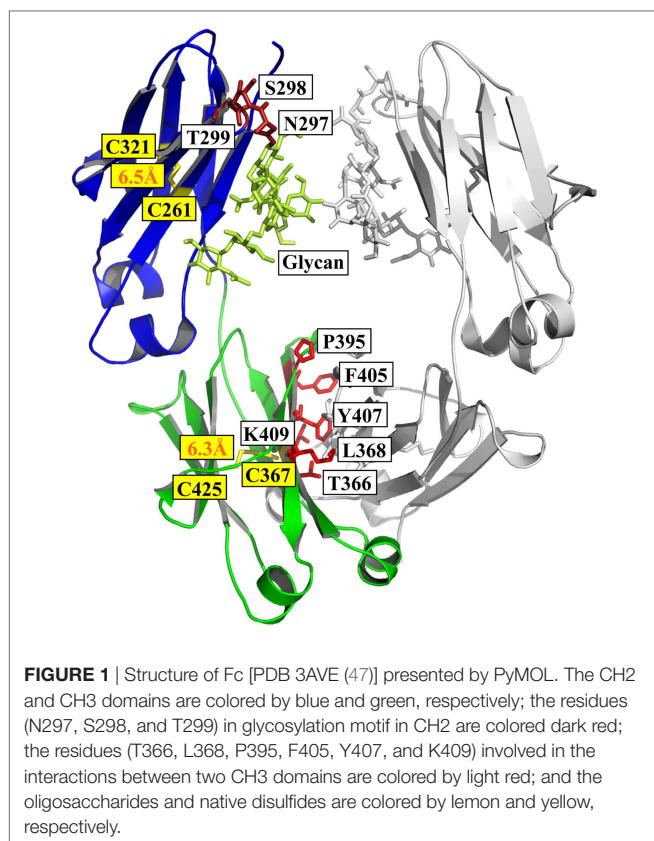 S298
N297
T299
C321
6.5Å
C261
Glycan
P395
F405
Y407
K409
L368
6.3Å
C367
T366
C425
FIGURE 1 | Structure of Fc [PDB 3AVE (47)] presented by PyMOL. The CH2
and CH3 domains are colored by blue and green, respectively; the residues
(N297, S298, and T299) in glycosylation motif in CH2 are colored dark red;
the residues (T366, L368, P395, F405, Y407, and K409) involved in the
interactions between two CH3 domains are colored by light red; and the
oligosaccharides and native disulfides are colored by lemon and yellow,
respectively.